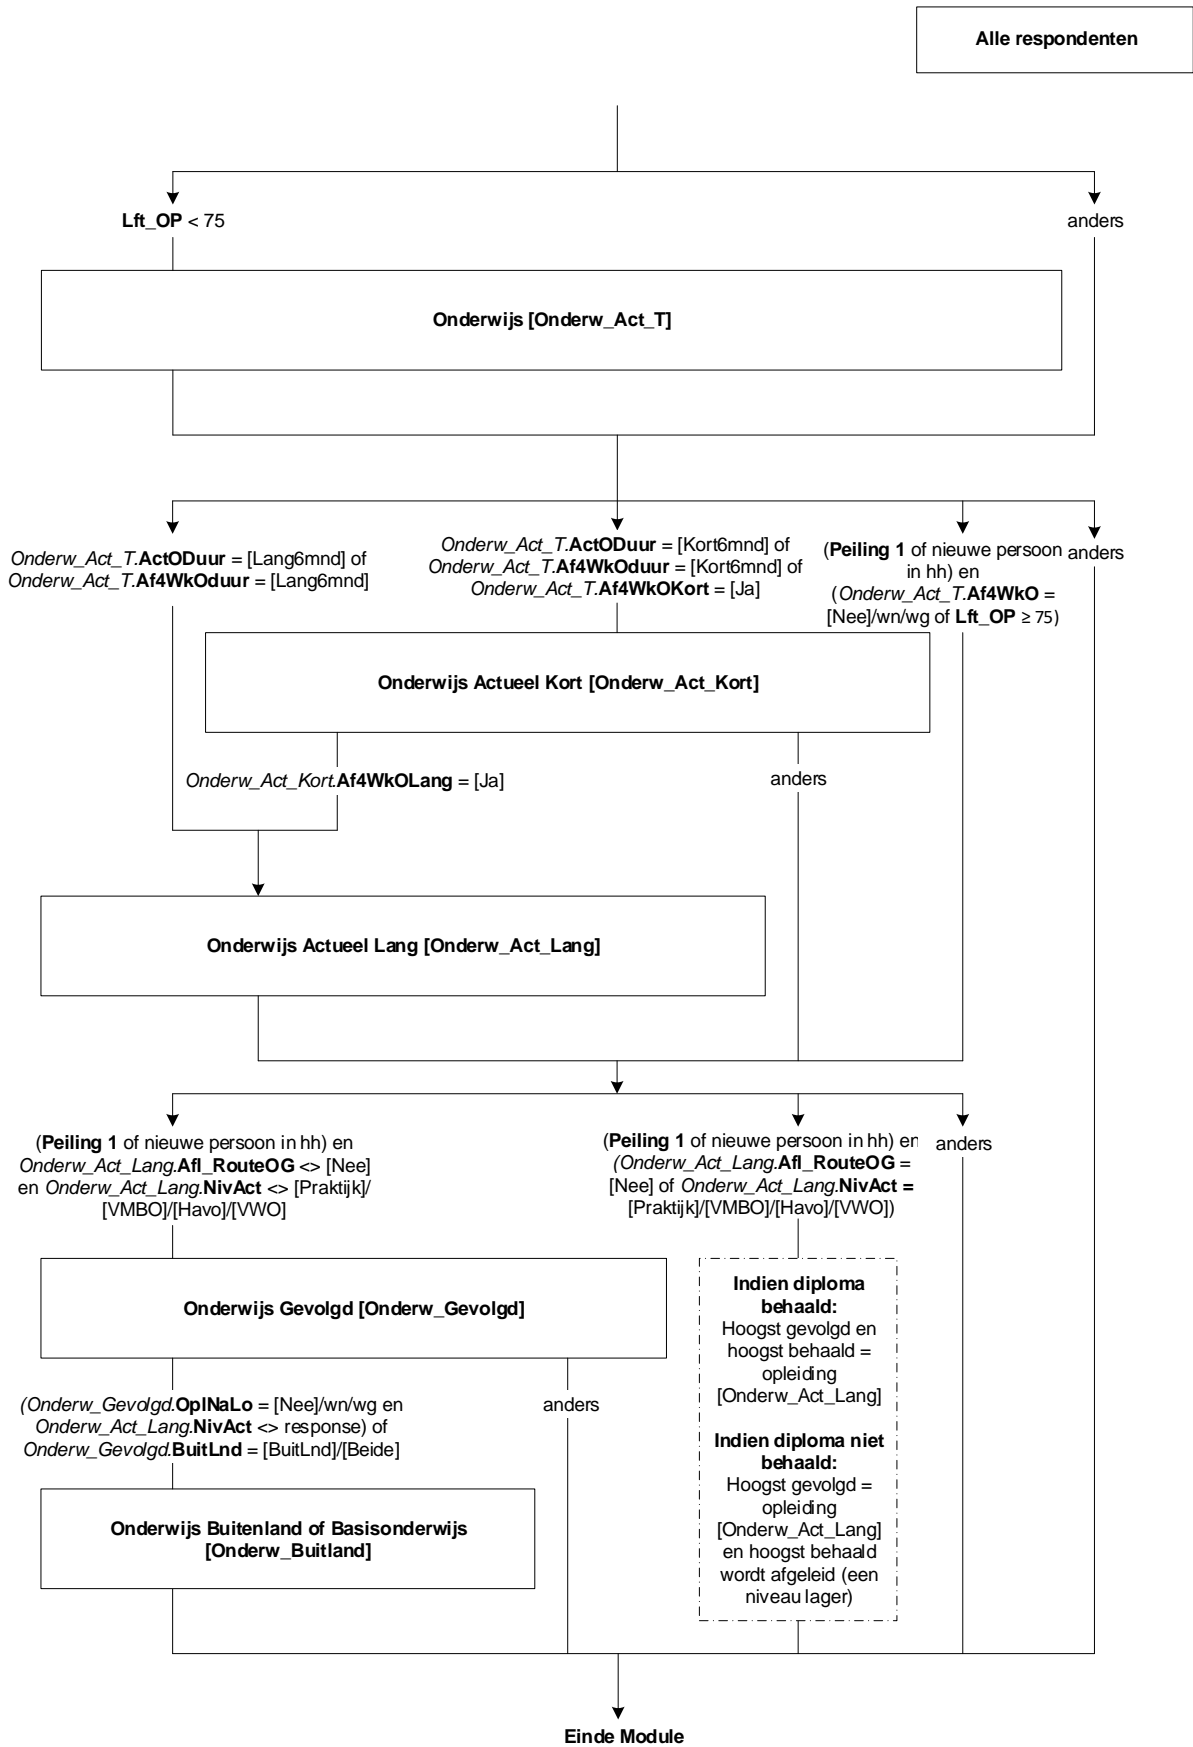 Alle respondenten
Lft_OP < 75
anders
Onderwijs [Onderw_Act_T]
Onderw_Act_T.ActODuur = [Lang6mnd] of
Onderw_Act_T.Af4WkOduur = [Lang6mnd]
Onderw_Act_T.ActODuur = [Kort6mnd] of
Onderw_Act_T.Af4WkOduur = [Kort6mnd] of
Onderw_Act_T.Af4WkOKort = [Ja]
(Peiling 1 of nieuwe persoon
in hh) en
(Onderw_Act_T.Af4WkO =
[Nee]/wn/wg of Lft_OP ≥ 75)
anders
Onderwijs Actueel Kort [Onderw_Act_Kort]
Onderw_Act_Kort.Af4WkOLang = [Ja]
anders
Onderwijs Actueel Lang [Onderw_Act_Lang]
(Peiling 1 of nieuwe persoon in hh) en
Onderw_Act_Lang.Afl_RouteOG <> [Nee]
en Onderw_Act_Lang.NivAct <> [Praktijk]/
[VMBO]/[Havo]/[VWO]
(Peiling 1 of nieuwe persoon in hh) en
(Onderw_Act_Lang.Afl_RouteOG =
[Nee] of Onderw_Act_Lang.NivAct =
[Praktijk]/[VMBO]/[Havo]/[VWO])
anders
Onderwijs Gevolgd [Onderw_Gevolgd]
Indien diploma
behaald:
Hoogst gevolgd en
hoogst behaald =
opleiding
[Onderw_Act_Lang]
Indien diploma niet
behaald:
Hoogst gevolgd =
opleiding
[Onderw_Act_Lang]
en hoogst behaald
wordt afgeleid (een
niveau lager)
(Onderw_Gevolgd.OplNaLo = [Nee]/wn/wg en
Onderw_Act_Lang.NivAct <> response) of
Onderw_Gevolgd.BuitLnd = [BuitLnd]/[Beide]
anders
Onderwijs Buitenland of Basisonderwijs
[Onderw_Buitland]
Einde Module